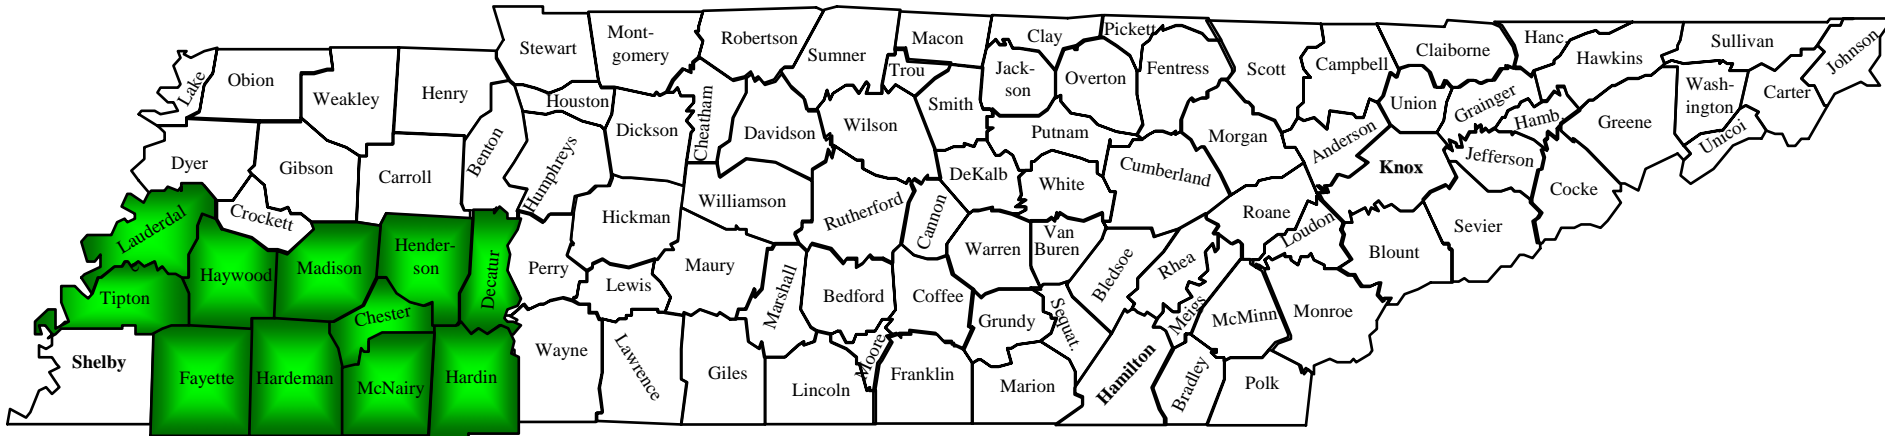 Stewart
Mont-
gomery
Robertson
Sumner
Macon
Clay
Pickett
Hanc.
Sullivan
Johnson
Lake
Obion
Weakley
Henry
Houston
Cheatham
Trou
Jack-
son
Overton
Fentress
Scott
Campbell
Claiborne
Hawkins
Wash-
ington
Carter
Dickson
Davidson
Wilson
Smith
Putnam
Morgan
Anderson
Union
Grainger
Hamb.
Greene
Unicoi
Dyer
Gibson
Carroll
Benton
Humphreys
Hickman
Williamson
Rutherford
Cannon
DeKalb
White
Cumberland
Roane
Loudon
Knox
Jefferson
Sevier
Cocke
Lauderdal
Crockett
Haywood
Madison
Hender-
son
Decatur
Perry
Lewis
Maury
Marshall
Bedford
Coffee
Warren
Van
Buren
Bledsoe
Rhea
Meigs
McMinn
Monroe
Blount
Tipton
Chester
Grundy
Sequat.
Shelby
Fayette
Hardeman
McNairy
Hardin
Wayne
Lawrence
Giles
Lincoln
Moore
Franklin
Marion
Hamilton
Bradley
Polk